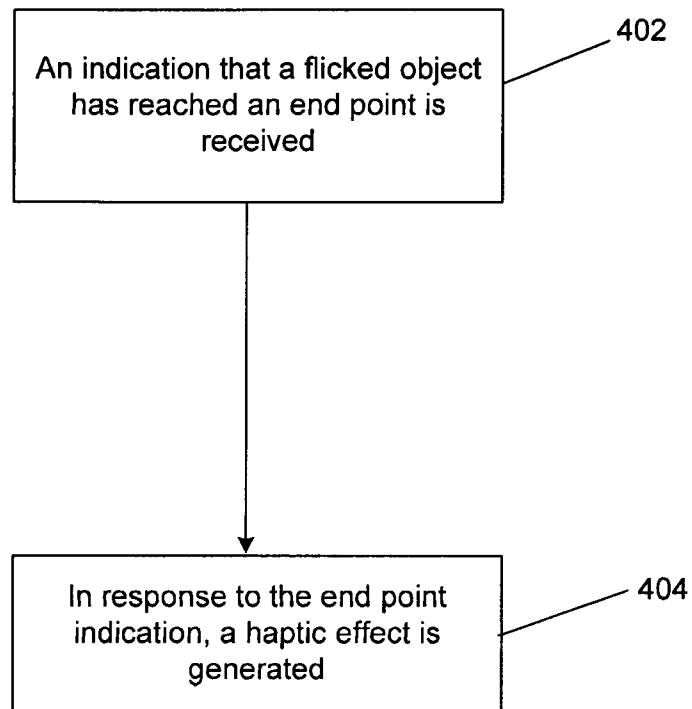 402
An indication that a flicked object
has reached an end point is
received
404
In response to the end point
indication, a haptic effect is
generated